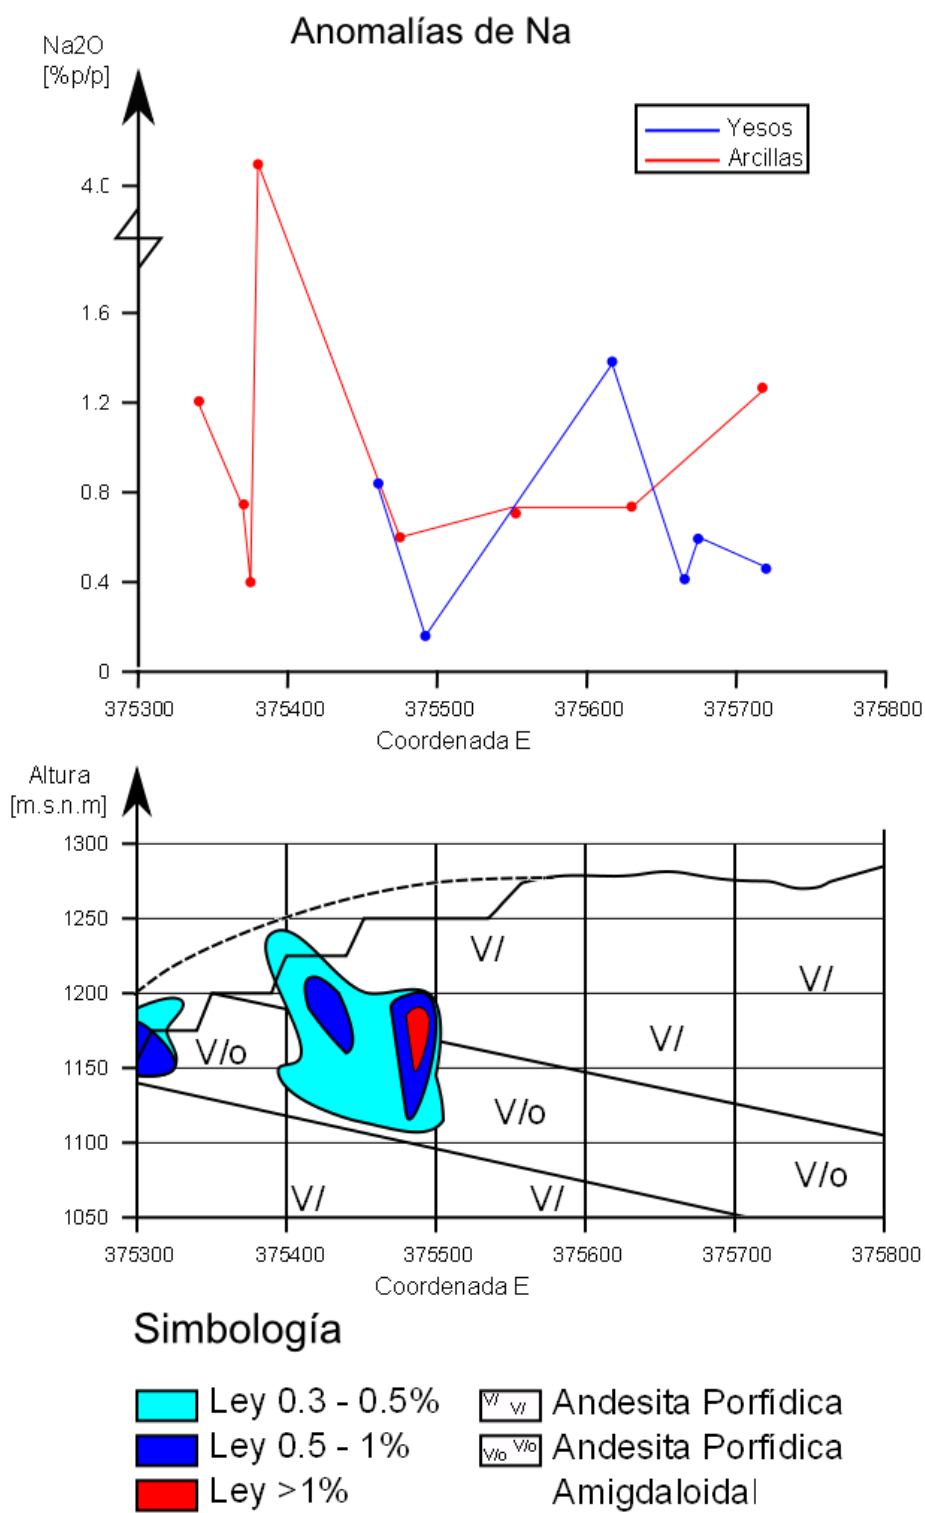 Anomalías de Na
Na2O
[%p/p]
Yesos
Arcillas
4.0
1.6
1.2
0.8
0.4
0
375300 375400 375500 375600 375700 375800
Coordenada E
Altura
[m.s.n.m]
1300
1250
V/
V/
1200
V/
V/o
1150
V/o
1100
V/o
V/ V/
1050
375300 375400 375500 375600 375700 375800
Coordenada E
Simbología
Ley 0.3 - 0.5% V/ V/ Andesita Porfídica
Ley 0.5 - 1% V/o V/o Andesita Porfídica
Ley >1% Amigdaloidal